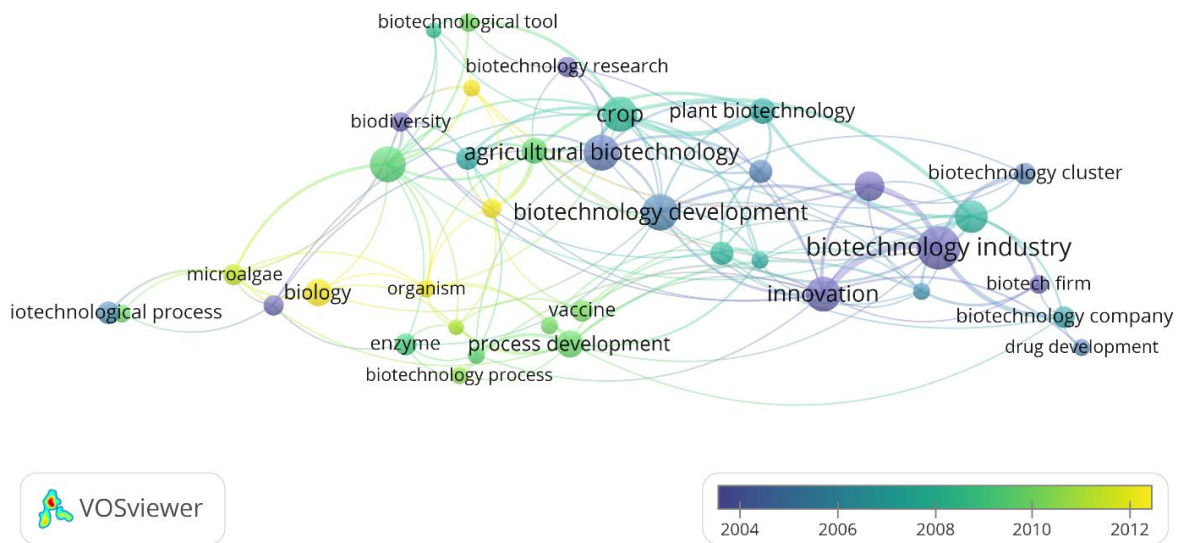 biotechnological tool
biotechnology research
crop
plant biotechnology
biodiversity
agricultural biotechnology
biotechnology cluster
biotechnology development
biotechnology industry
microalgae
organism
biology
innovation
biotech firm
iotechnological process
vaccine
biotechnology company
enzyme
process development
drug development
biotechnology process
VOSviewer
2004
2006
2008
2010
2012